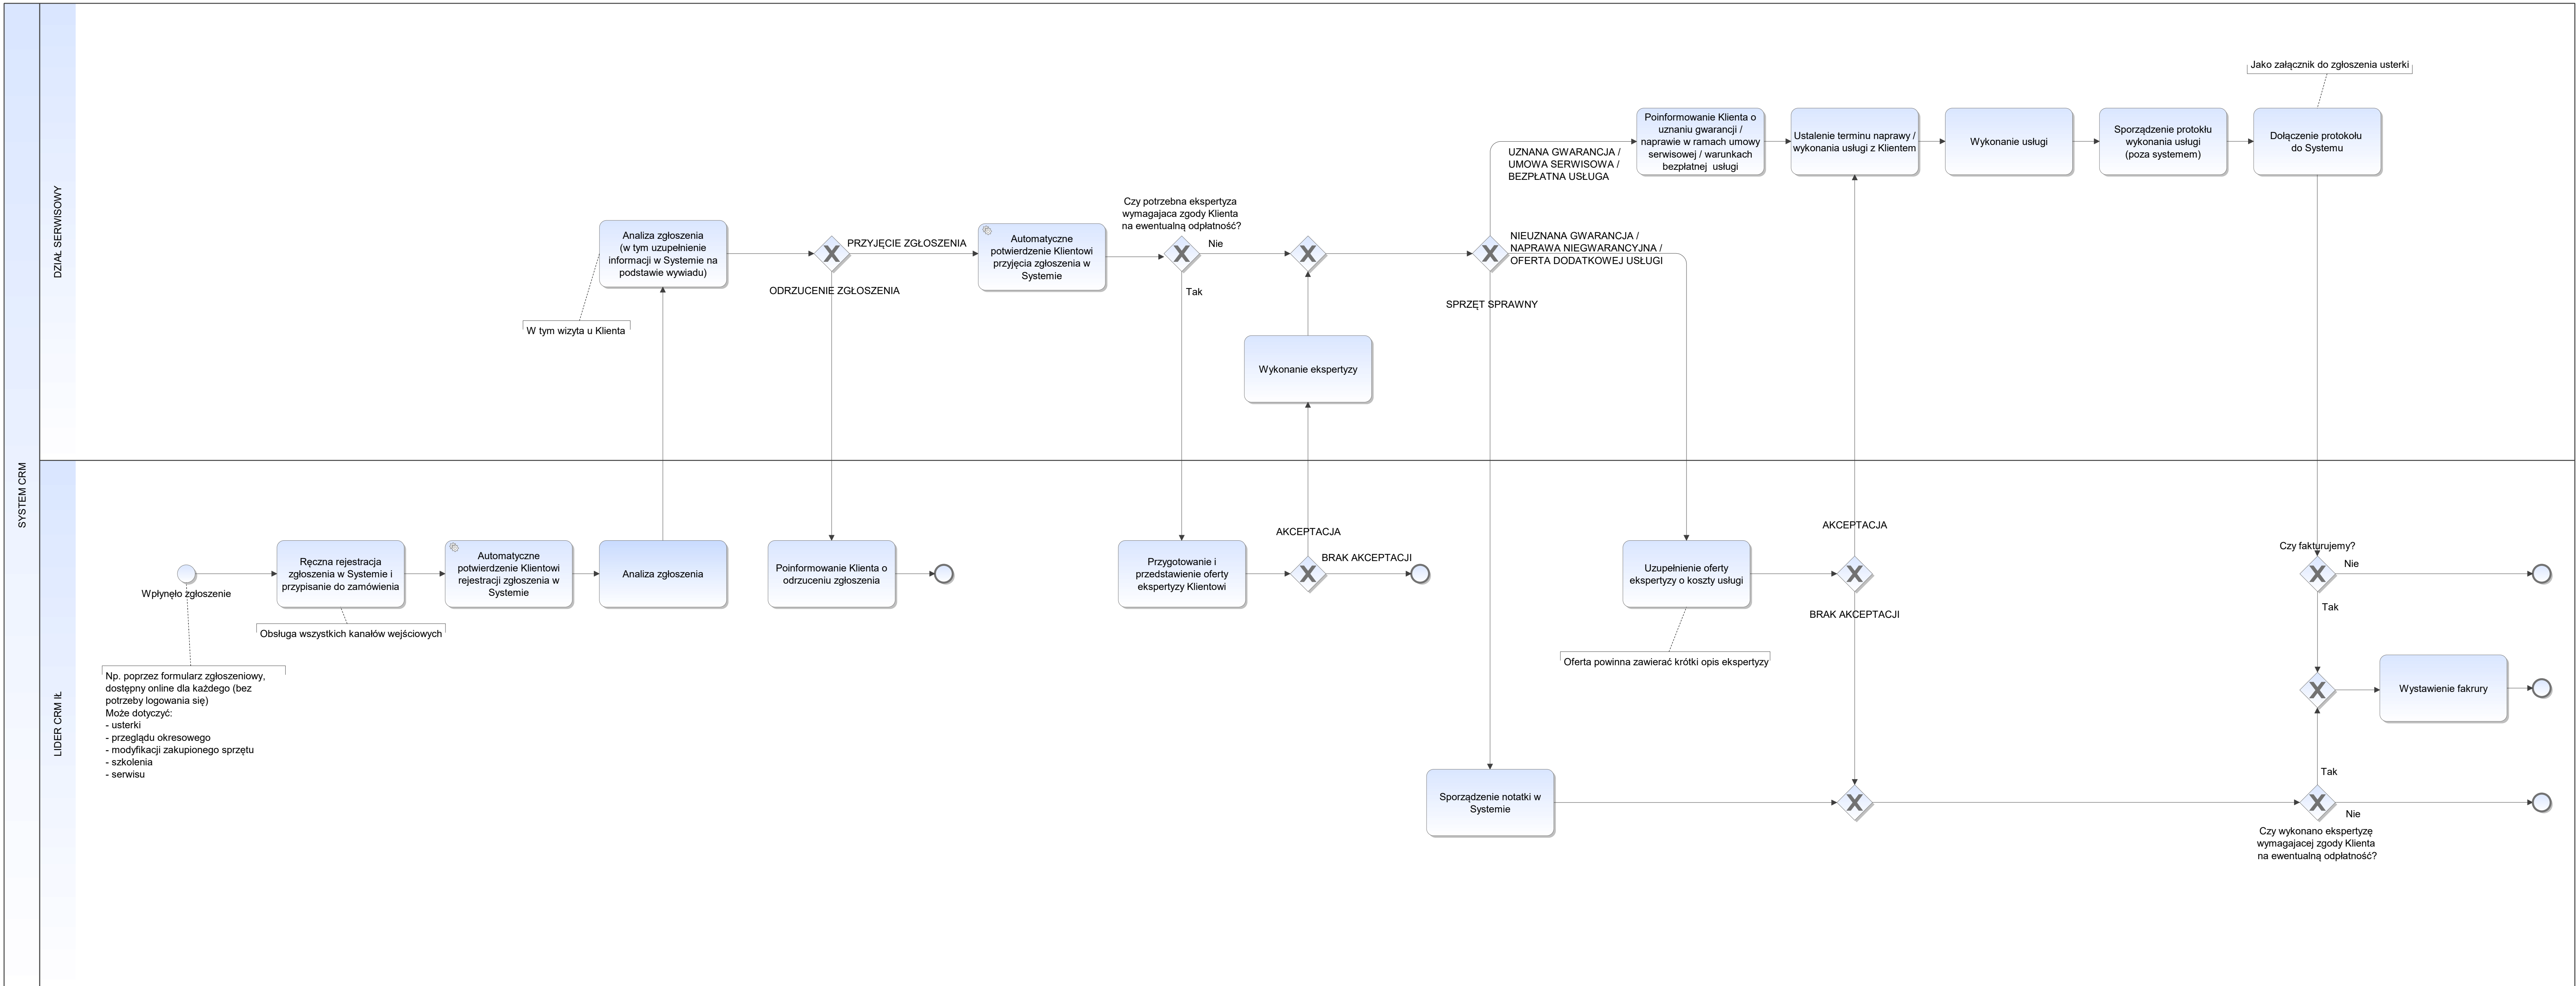 SYSTEM CRM
DZIAŁ SERWISOWY
Jako załącznik do zgłoszenia usterki
UZNANA GWARANCJA /
UMOWA SERWISOWA /
BEZPŁATNA USŁUGA
Poinformowanie Klienta o
uznaniu gwarancji /
naprawie w ramach umowy
serwisowej / warunkach
bezpłatnej usługi
Ustalenie terminu naprawy /
wykonania usługi z Klientem
Wykonanie usługi
Sporządzenie protokłu
wykonania usługi
(poza systemem)
Dołączenie protokołu
do Systemu
Analiza zgłoszenia
(w tym uzupełnienie
informacji w Systemie na
podstawie wywiadu)
W tym wizyta u Klienta
PRZYJĘCIE ZGŁOSZENIA
ODRZUCENIE ZGŁOSZENIA
Automatyczne
potwierdzenie Klientowi
przyjęcia zgłoszenia w
Systemie
Czy potrzebna ekspertyza
wymagajaca zgody Klienta
na ewentualną odpłatność?
Nie
Tak
Wykonanie ekspertyzy
NIEUZNANA GWARANCJA /
NAPRAWA NIEGWARANCYJNA /
OFERTA DODATKOWEJ USŁUGI
SPRZĘT SPRAWNY
LIDER CRM IŁ
Wpłynęło zgłoszenie
Np. poprzez formularz zgłoszeniowy,
dostępny online dla każdego (bez
potrzeby logowania się)
Może dotyczyć:
- usterki
- przeglądu okresowego
- modyfikacji zakupionego sprzętu
- szkolenia
- serwisu
Ręczna rejestracja
zgłoszenia w Systemie i
przypisanie do zamówienia
Obsługa wszystkich kanałów wejściowych
Automatyczne
potwierdzenie Klientowi
rejestracji zgłoszenia w
Systemie
Analiza zgłoszenia
Poinformowanie Klienta o
odrzuceniu zgłoszenia
Przygotowanie i
przedstawienie oferty
ekspertyzy Klientowi
AKCEPTACJA
BRAK AKCEPTACJI
Uzupełnienie oferty
ekspertyzy o koszty usługi
Oferta powinna zawierać krótki opis ekspertyzy
AKCEPTACJA
BRAK AKCEPTACJI
Sporządzenie notatki w
Systemie
Czy fakturujemy?
Nie
Tak
Wystawienie fakrury
Tak
Nie
Czy wykonano ekspertyzę
wymagajacej zgody Klienta
na ewentualną odpłatność?